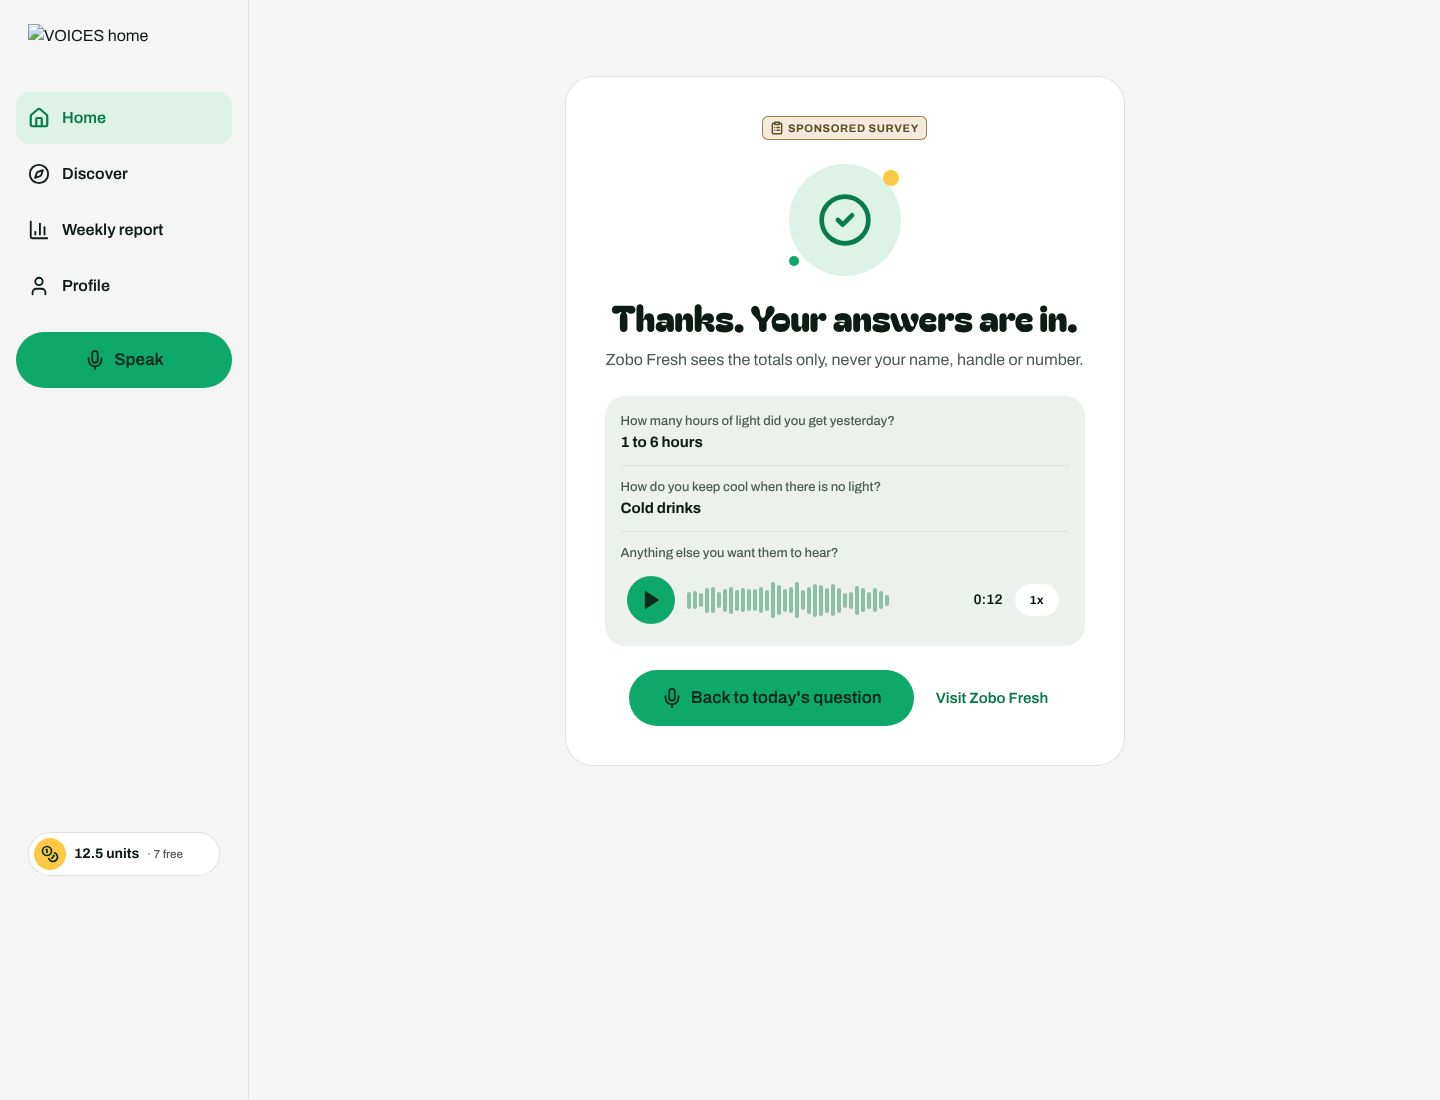 VOICES home
Home
Discover
Weekly report
Profile
Speak
12.5 units · 7 free
SPONSORED SURVEY
Thanks. Your answers are in.
Zobo Fresh sees the totals only, never your name, handle or number.
How many hours of light did you get yesterday?
1 to 6 hours
How do you keep cool when there is no light?
Cold drinks
Anything else you want them to hear?
0:12 1x
Back to today's question
Visit Zobo Fresh